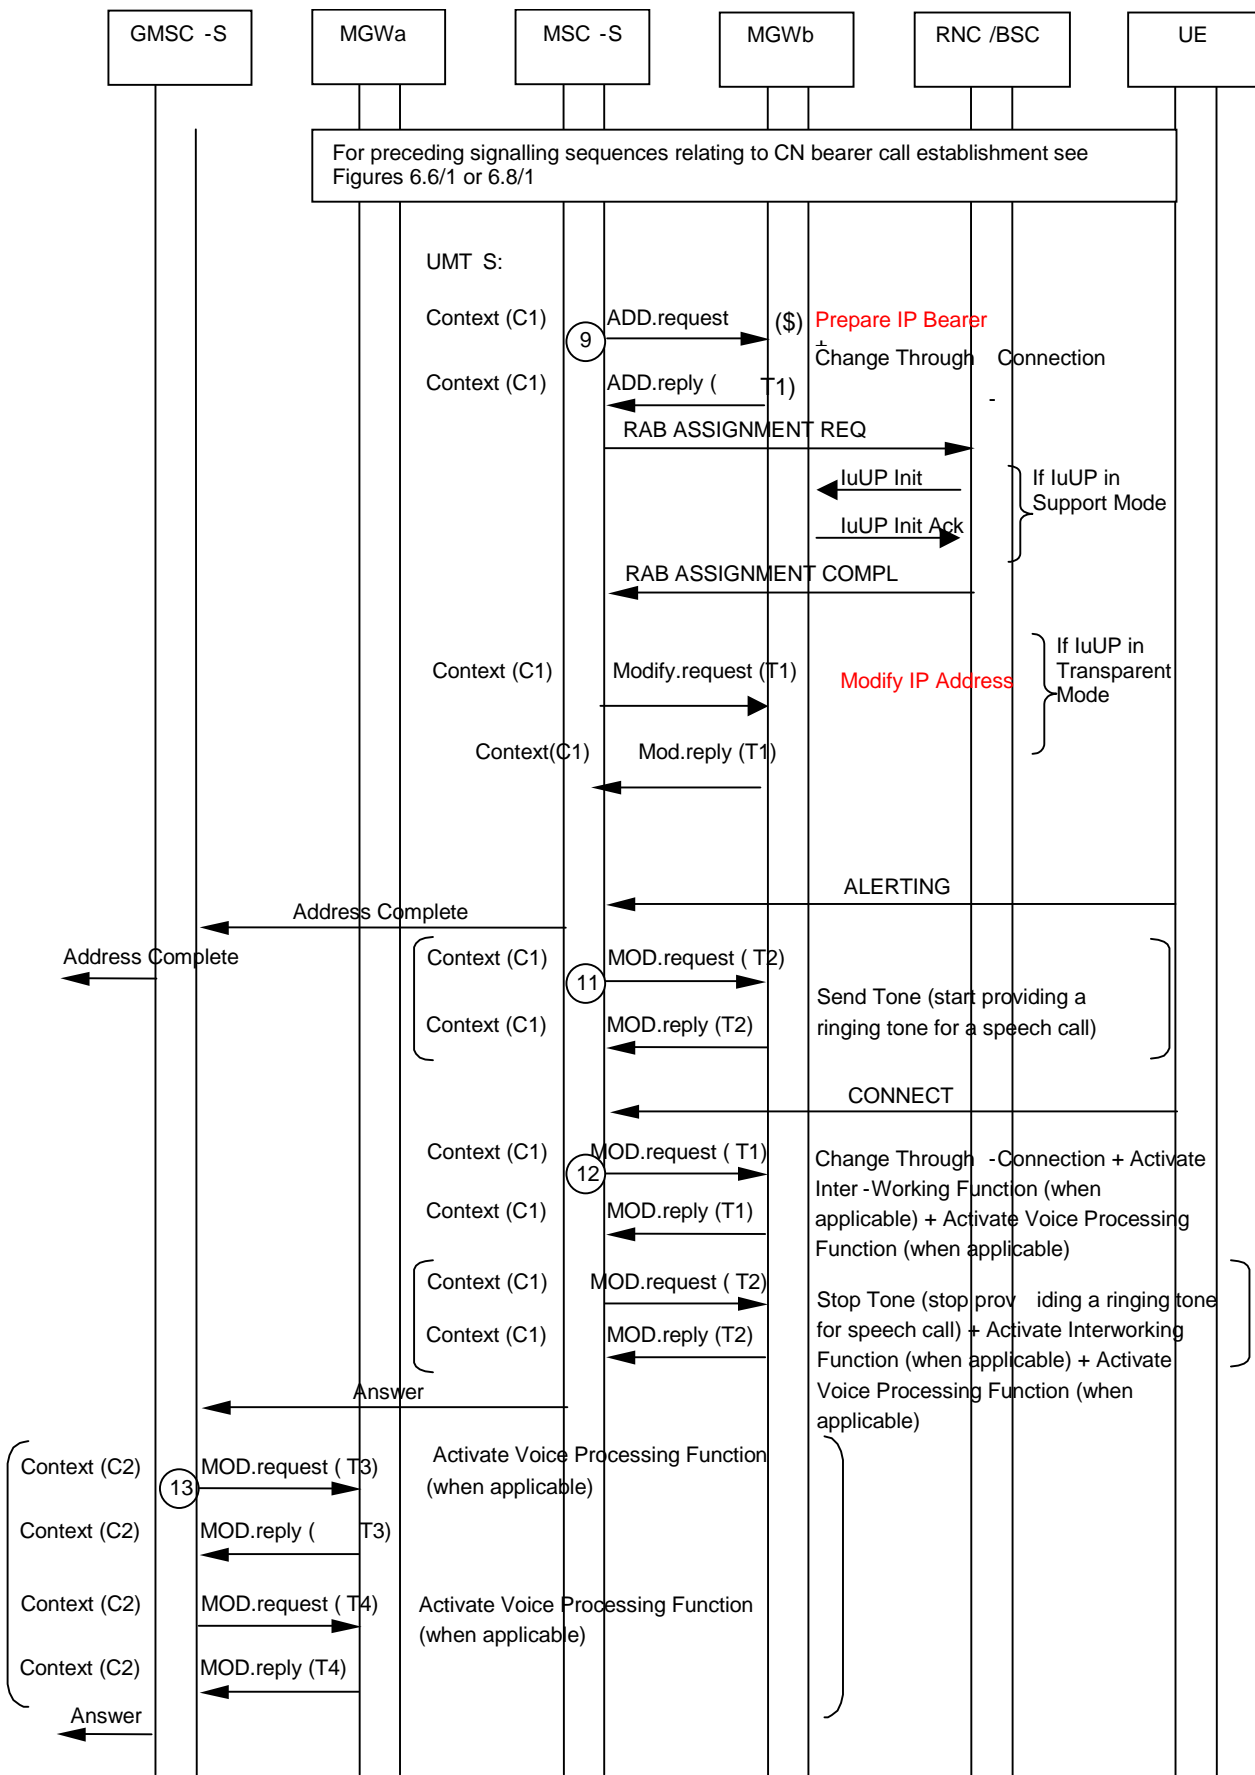 GMSC -S
MGWa
MSC -S
MGWb
RNC /BSC
UE
For preceding signalling sequences relating to CN bearer call establishment see
Figures 6.6/1 or 6.8/1
UMT S:
Context (C1)
9
ADD.request
($)
Prepare IP Bearer
+
Change Through Connection
-
Context (C1)
ADD.reply ( T1)
RAB ASSIGNMENT REQ
IuUP Init
IuUP Init Ack
If IuUP in
Support Mode
RAB ASSIGNMENT COMPL
Context (C1)
Modify.request (T1)
Modify IP Address
If IuUP in
Transparent
Mode
Context(C1)
Mod.reply (T1)
ALERTING
Address Complete
Address Complete
Context (C1)
11
MOD.request ( T2)
Send Tone (start providing a
ringing tone for a speech call)
Context (C1)
MOD.reply (T2)
CONNECT
Context (C1)
12
MOD.request ( T1)
Change Through -Connection + Activate
Inter -Working Function (when
applicable) + Activate Voice Processing
Function (when applicable)
Context (C1)
MOD.reply (T1)
Context (C1)
MOD.request ( T2)
Stop Tone (stop prov iding a ringing tone
for speech call) + Activate Interworking
Function (when applicable) + Activate
Voice Processing Function (when
applicable)
Context (C1)
MOD.reply (T2)
Answer
Context (C2)
13
MOD.request ( T3)
Activate Voice Processing Function
(when applicable)
Context (C2)
MOD.reply ( T3)
Context (C2)
MOD.request ( T4)
Activate Voice Processing Function
(when applicable)
Context (C2)
MOD.reply (T4)
Answer